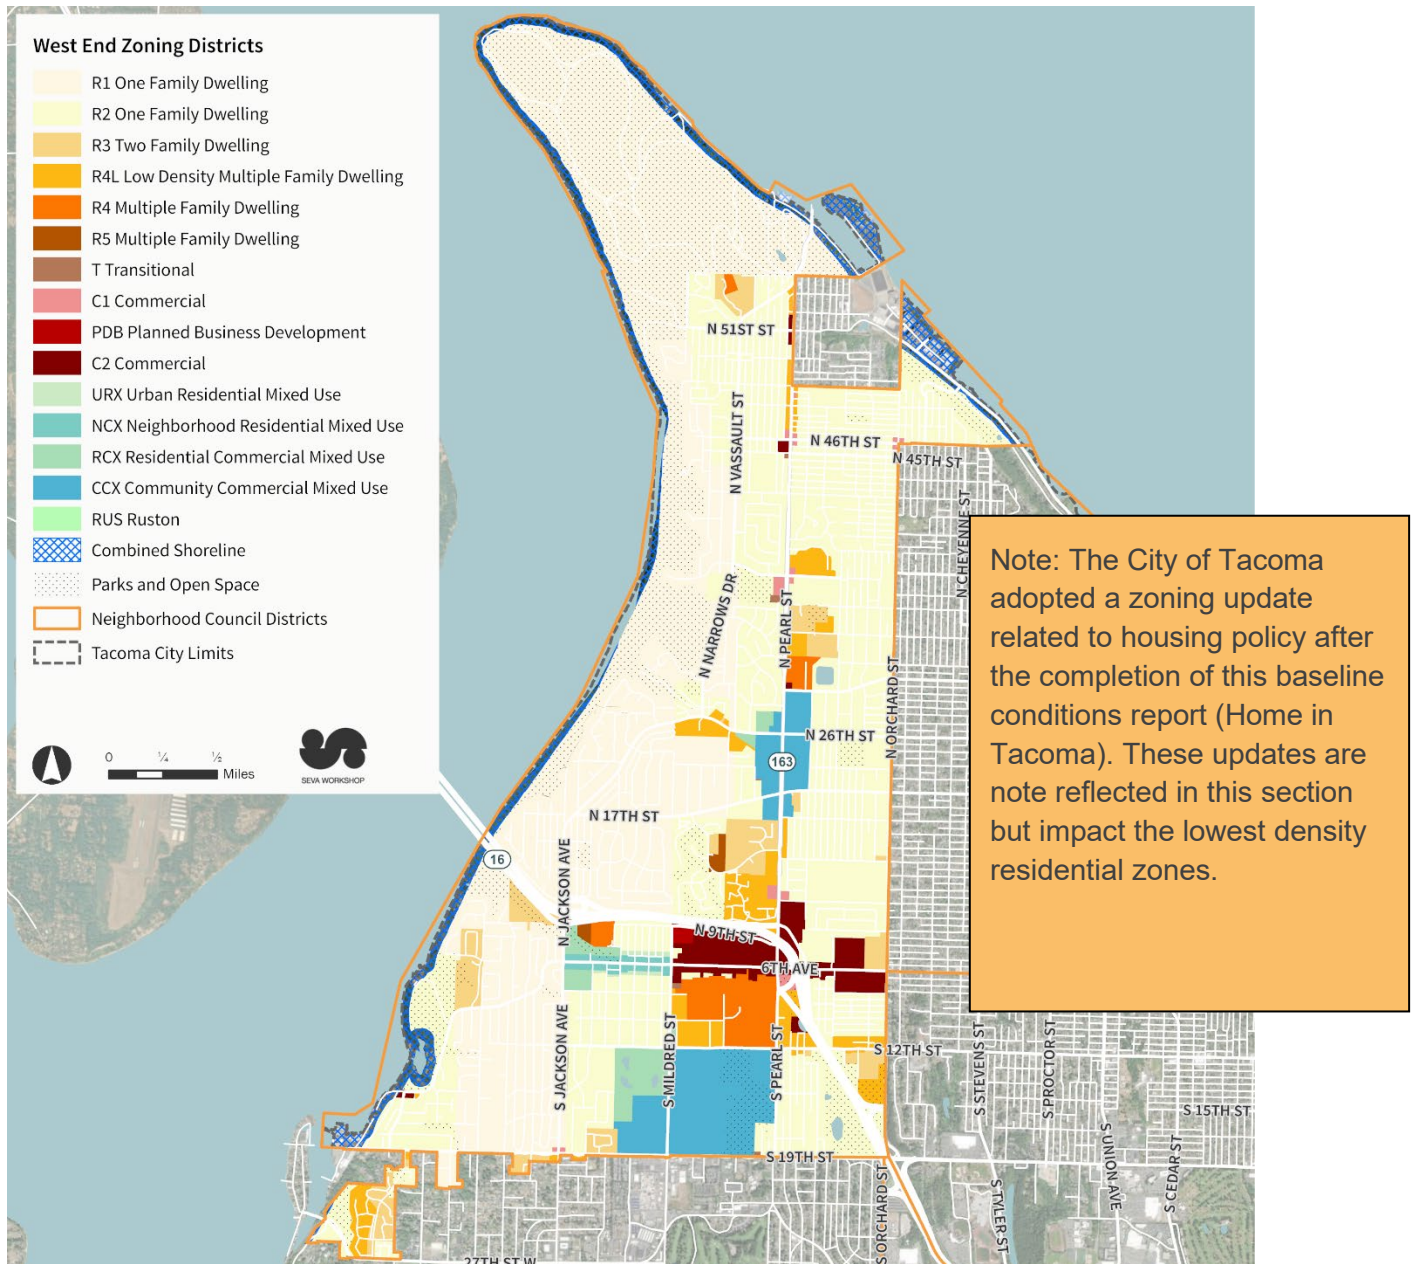 West End Zoning Districts
R1 One Family Dwelling
R2 One Family Dwelling
R3 Two Family Dwelling
R4L Low Density Multiple Family Dwelling
R4 Multiple Family Dwelling
R5 Multiple Family Dwelling
T Transitional
C1 Commercial
PDB Planned Business Development
C2 Commercial
URX Urban Residential Mixed Use
NCX Neighborhood Residential Mixed Use
RCX Residential Commercial Mixed Use
CCX Community Commercial Mixed Use
RUS Ruston
Combined Shoreline
Parks and Open Space
Neighborhood Council Districts
Tacoma City Limits
0 ¼ ½
Miles
SEVA WORKSHOP
N 51ST ST
N VASSAULT ST
N 46TH ST
N 45TH ST
N CHEYENNE ST
N NARROWS DR
N PEARL ST
N ORCHARD ST
N 26TH ST
163
N 17TH ST
16
N JACKSON AVE
N 9TH ST
6TH AVE
S JACKSON AVE
S MILDRED ST
S PEARL ST
S 12TH ST
S STEVENS ST
S PROCTOR ST
S 15TH ST
S UNION AVE
S CEDAR ST
S 19TH ST
S ORCHARD ST
S TYLER ST
27TH ST W
Note: The City of Tacoma
adopted a zoning update
related to housing policy after
the completion of this baseline
conditions report (Home in
Tacoma). These updates are
note reflected in this section
but impact the lowest density
residential zones.